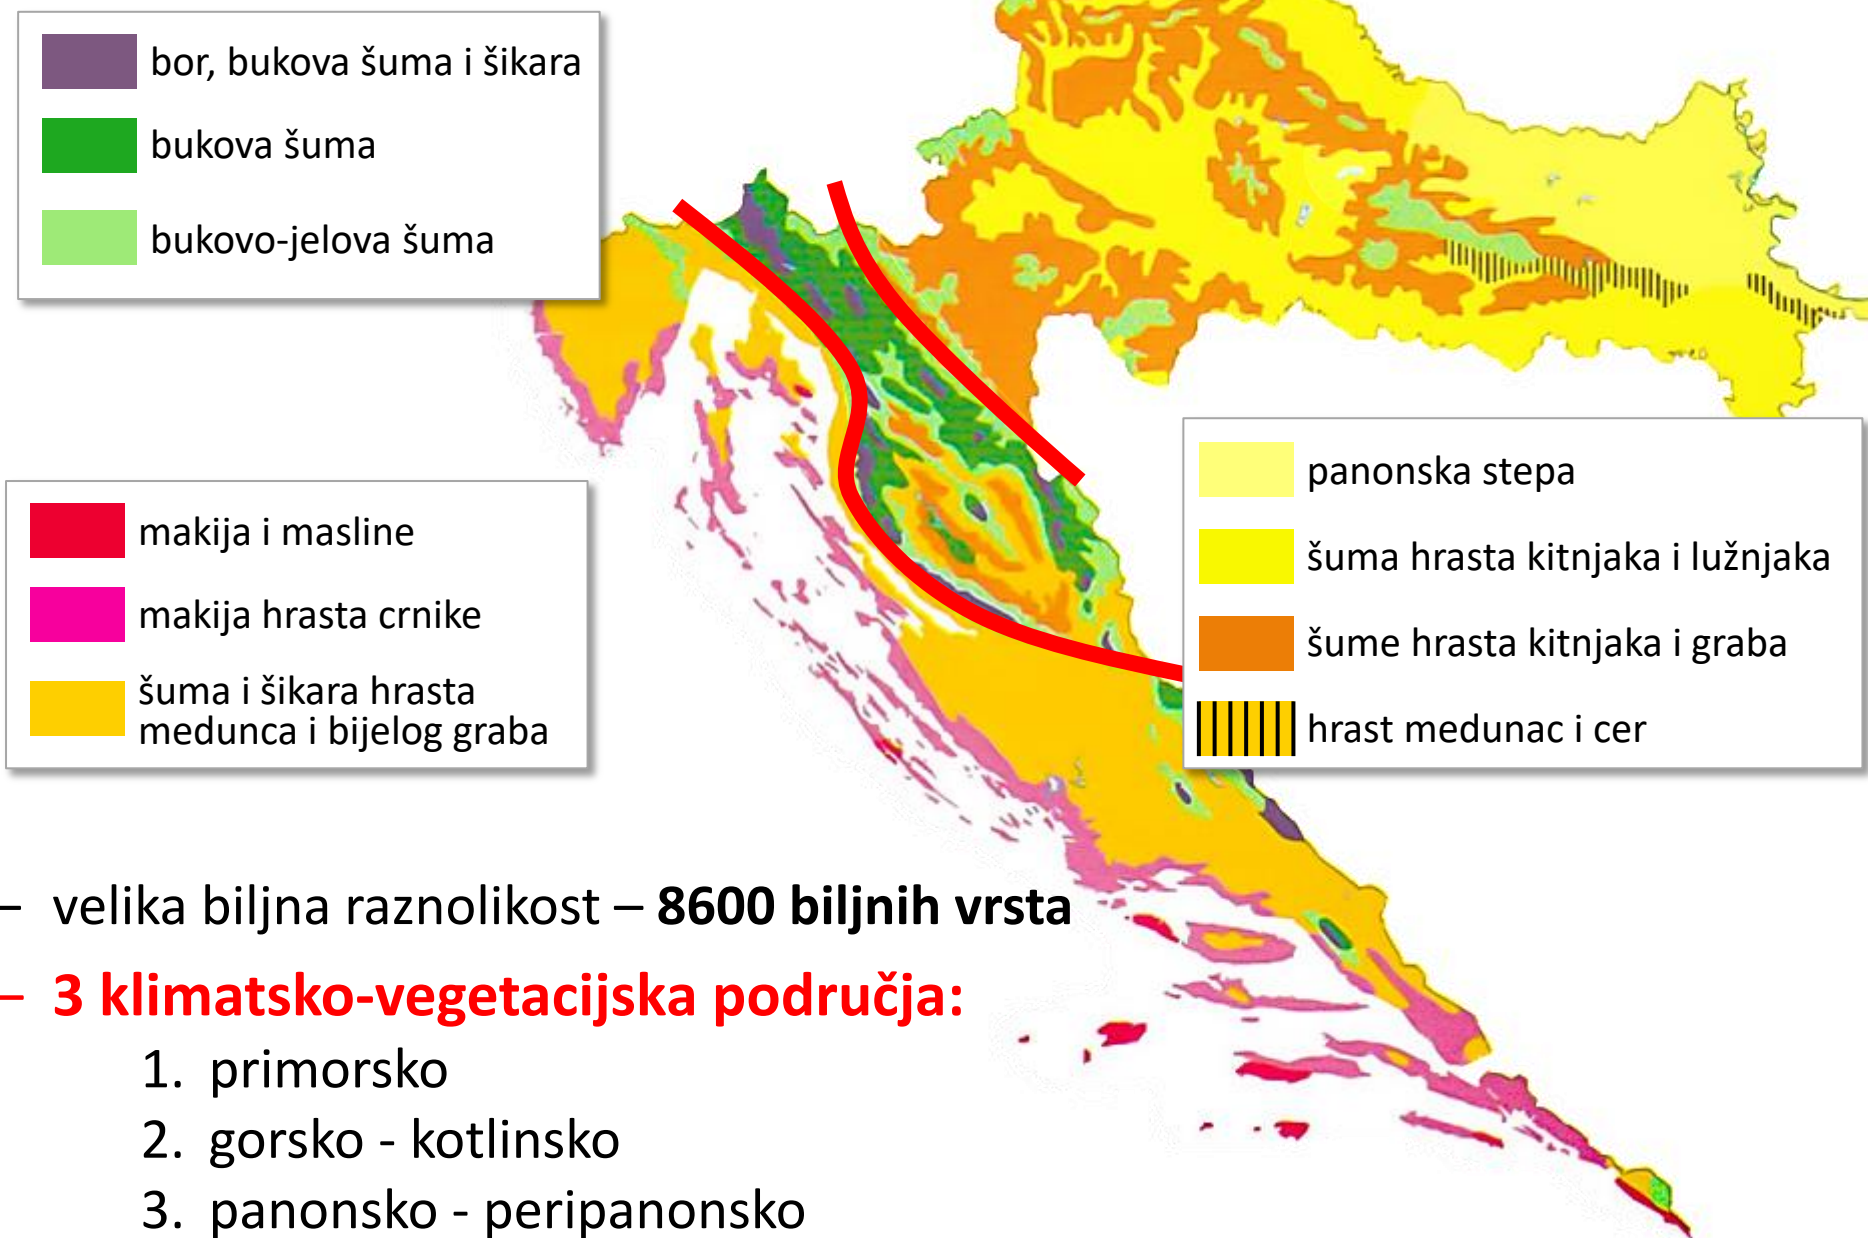 bor, bukova šuma i šikara
bukova šuma
bukovo-jelova šuma
makija i masline
makija hrasta crnike
šuma i šikara hrasta
medunca i bijelog graba
panonska stepa
šuma hrasta kitnjaka i lužnjaka
šume hrasta kitnjaka i graba
hrast medunac i cer
– velika biljna raznolikost – 8600 biljnih vrsta
– 3 klimatsko-vegetacijska područja:
1. primorsko
2. gorsko - kotlinsko
3. panonsko - peripanonsko